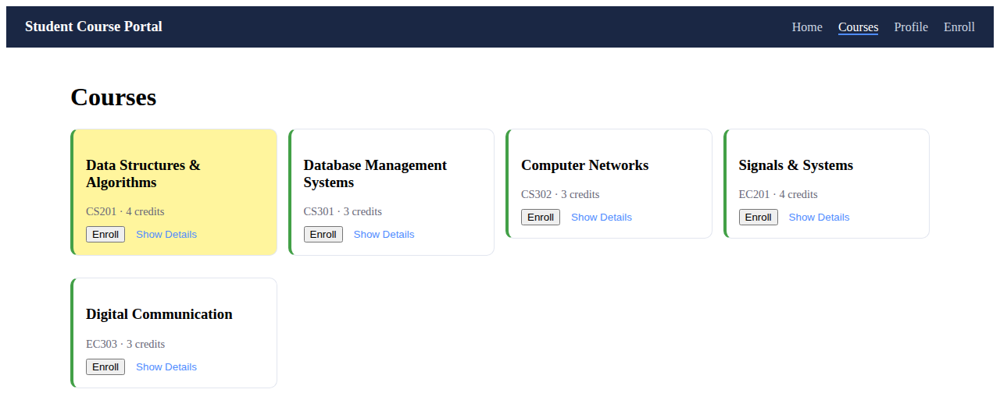 Student Course Portal
Home Courses Profile Enroll
Courses
Data Structures &
Algorithms
CS201 · 4 credits
Enroll Show Details
Database Management
Systems
CS301 · 3 credits
Enroll Show Details
Computer Networks
CS302 · 3 credits
Enroll Show Details
Signals & Systems
EC201 · 4 credits
Enroll Show Details
Digital Communication
EC303 · 3 credits
Enroll Show Details